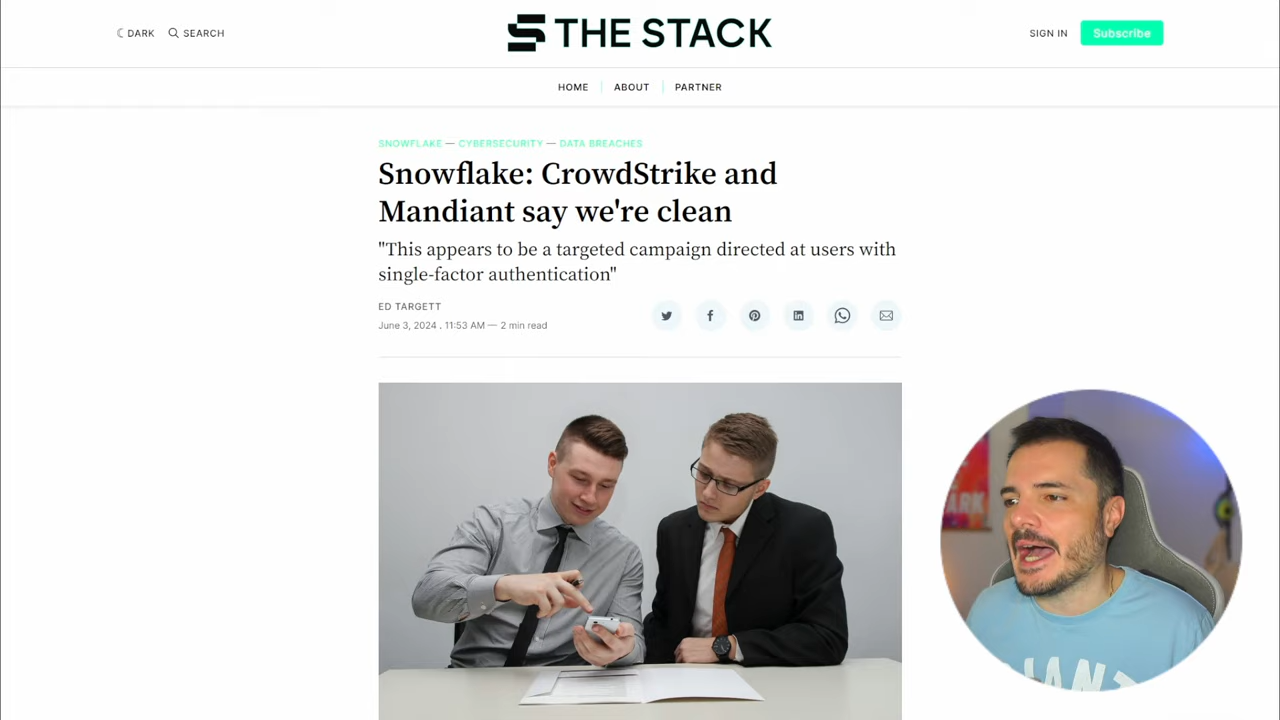 DARK
SEARCH
THE STACK
SIGN IN
Subscribe
HOME
ABOUT
PARTNER
SNOWFLAKE — CYBERSECURITY — DATA BREACHES
Snowflake: CrowdStrike and
Mandiant say we're clean
"This appears to be a targeted campaign directed at users with
single-factor authentication"
ED TARGETT
June 3, 2024 . 11:53 AM — 2 min read